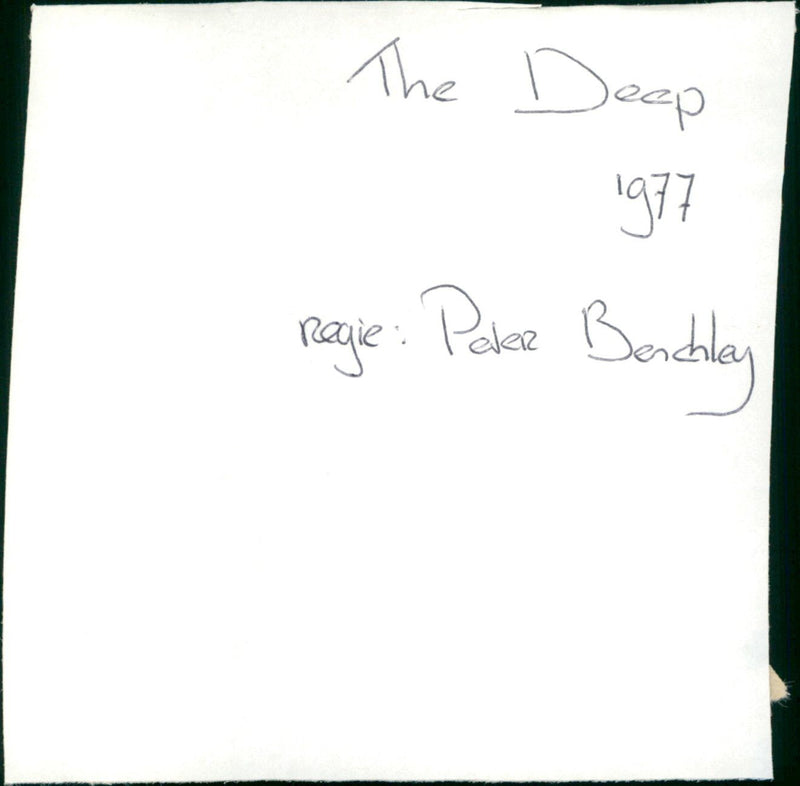 The Deep
1977
regie: Peter Benchley